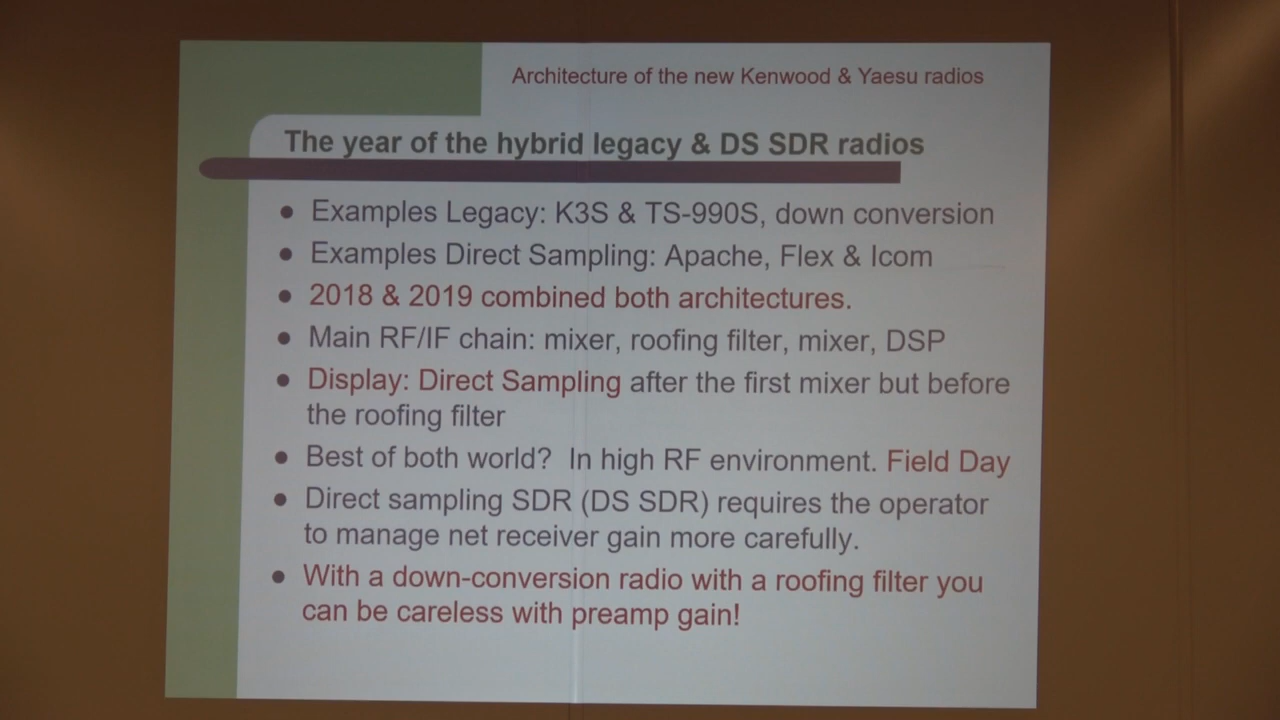 Architecture of the new Kenwood & Yaesu radios
The year of the hybrid legacy & DS SDR radios
• Examples Legacy: K3S & TS-990S, down conversion
• Examples Direct Sampling: Apache, Flex & Icom
• 2018 & 2019 combined both architectures.
• Main RF/IF chain: mixer, roofing filter, mixer, DSP
• Display: Direct Sampling after the first mixer but before
the roofing filter
• Best of both world?  In high RF environment. Field Day
• Direct sampling SDR (DS SDR) requires the operator
to manage net receiver gain more carefully.
• With a down-conversion radio with a roofing filter you
can be careless with preamp gain!